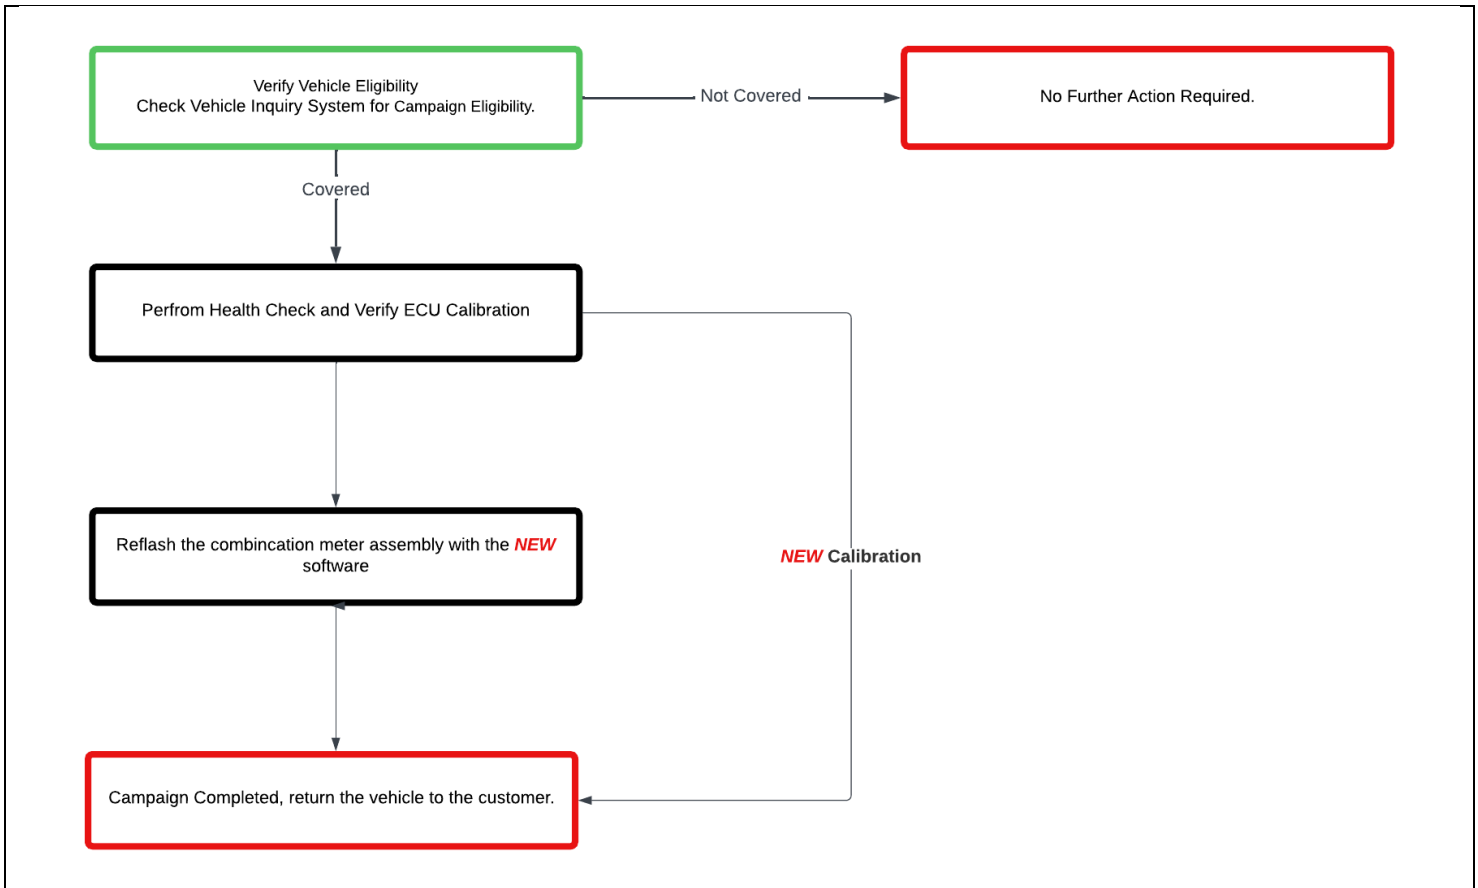 Verify Vehicle Eligibility
Check Vehicle Inquiry System for Campaign Eligibility.
Not Covered
No Further Action Required.
Covered
Perfrom Health Check and Verify ECU Calibration
Reflash the combincation meter assembly with the NEW
software
NEW Calibration
Campaign Completed, return the vehicle to the customer.